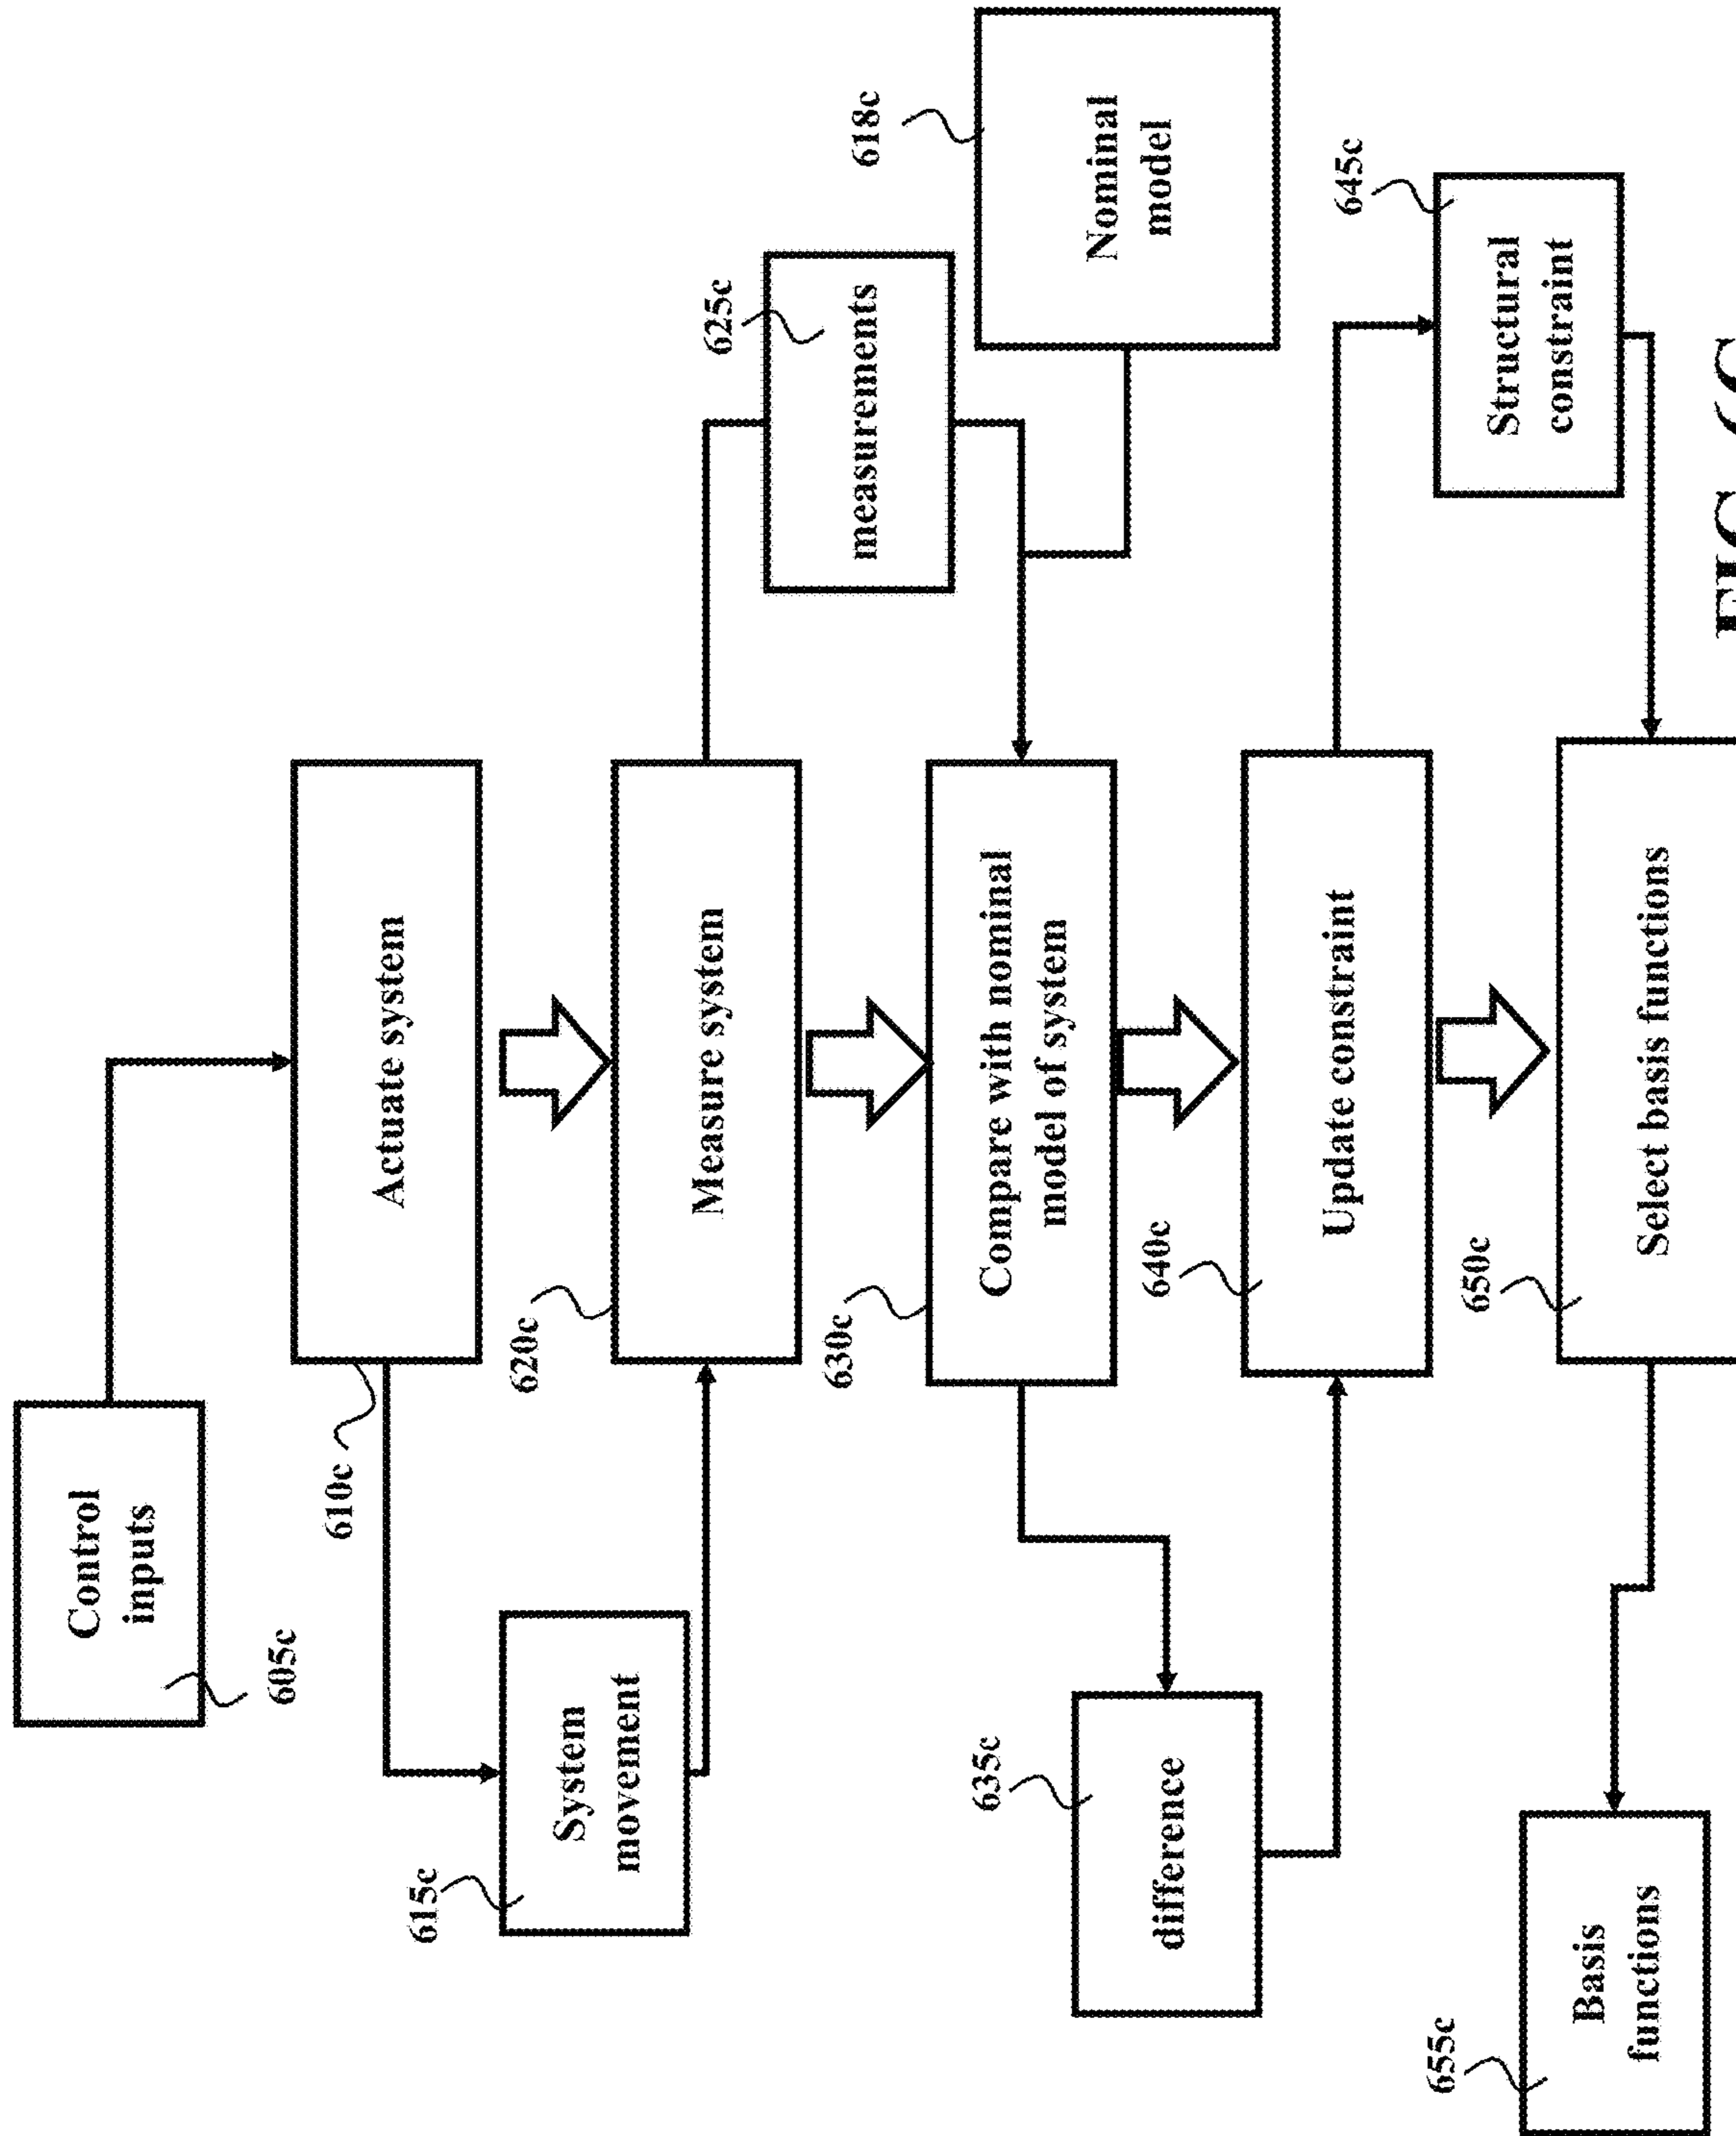 Control
inputs
605c
610c
Actuate system
615c
System
movement
620c
Measure system
625c
measurements
630c
Compare with nominal
model of system
618c
Nominal
model
635c
difference
640c
Update constraint
645c
Structural
constraint
650c
Select basis functions
655c
Basis
functions